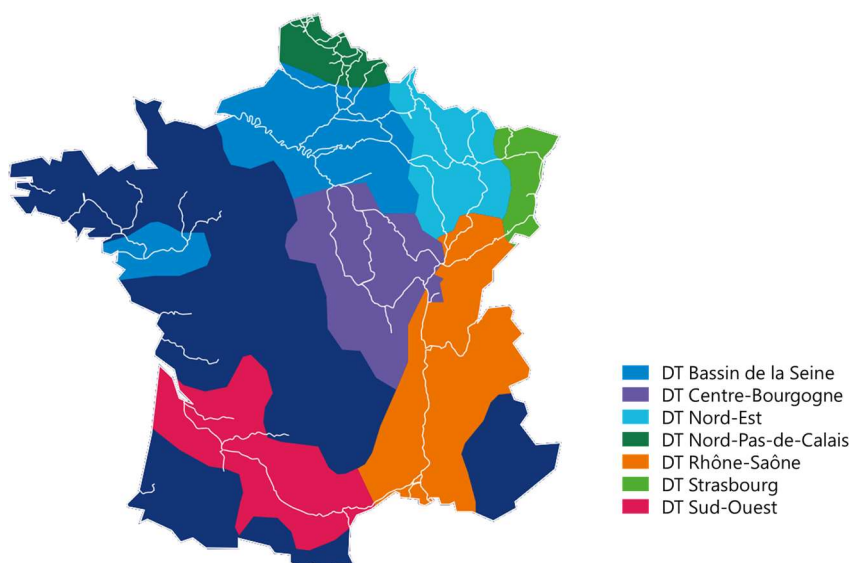 DT Bassin de la Seine
DT Centre-Bourgogne
DT Nord-Est
DT Nord-Pas-de-Calais
DT Rhône-Saône
DT Strasbourg
DT Sud-Ouest